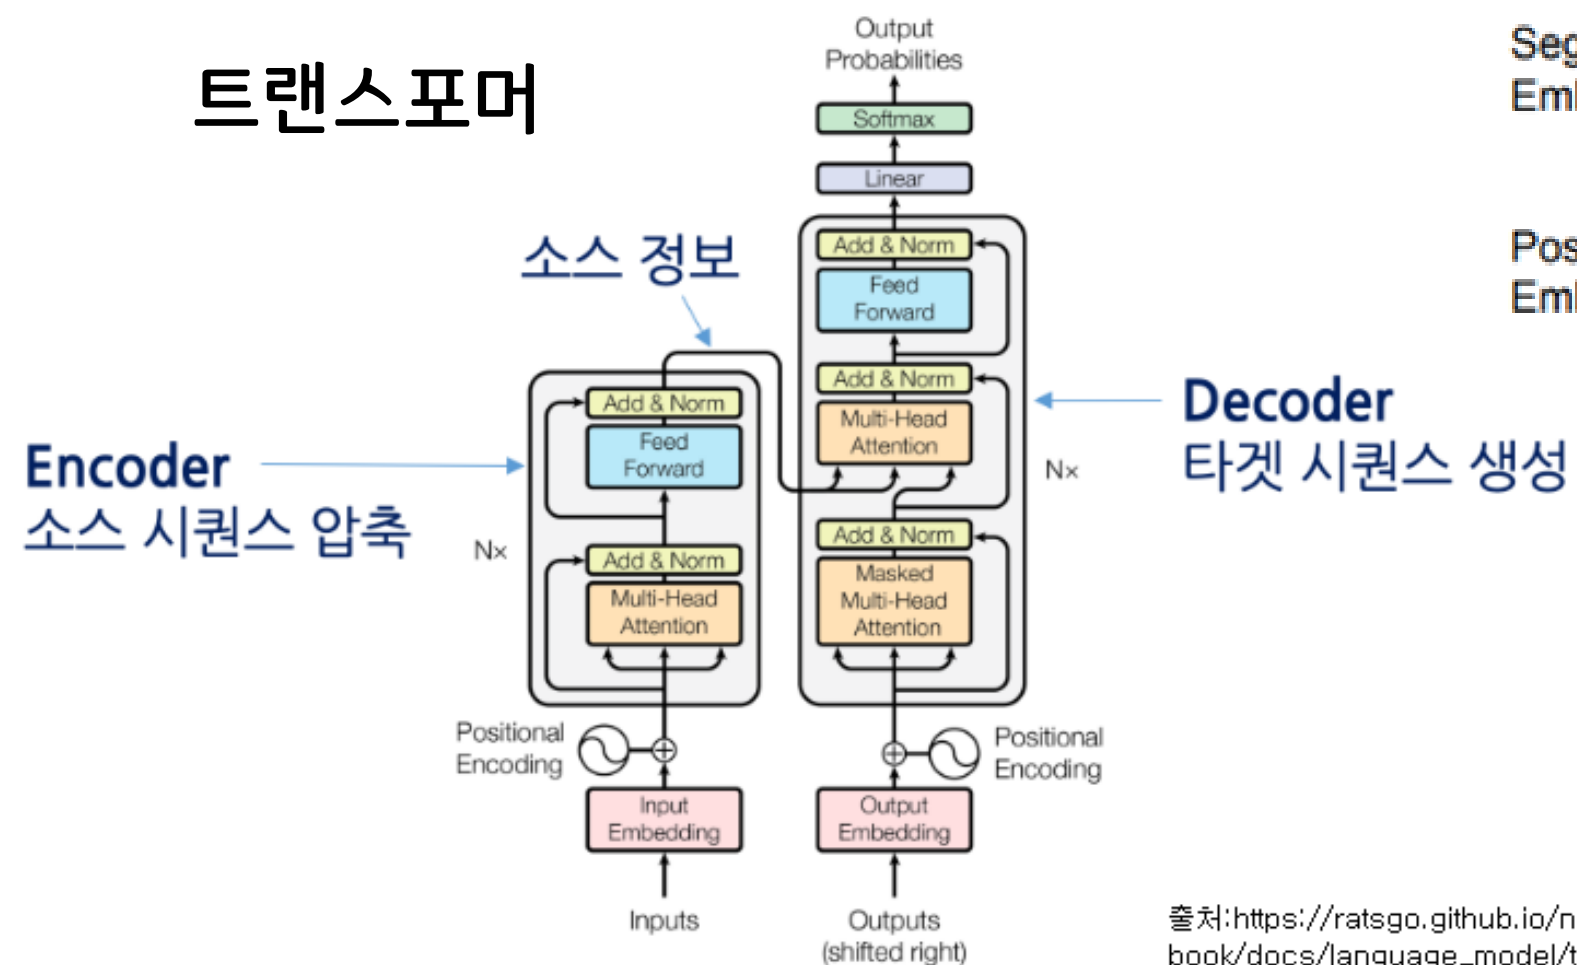 트랜스포머
Output
Probabilities
Softmax
Linear
Add & Norm
Feed
Forward
Add & Norm
Multi-Head
Attention
Add & Norm
Masked
Multi-Head
Attention
Nx
Positional
Encoding
Output
Embedding
Outputs
(shifted right)
소스 정보
Add & Norm
Feed
Forward
Add & Norm
Multi-Head
Attention
Nx
Positional
Encoding
Input
Embedding
Inputs
Encoder
소스 시퀀스 압축
Decoder
타겟 시퀀스 생성
출처:https://ratsgo.github.io/n
book/docs/language_model/t